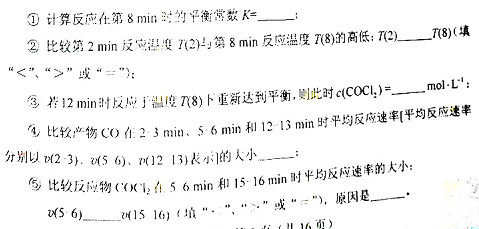 ① 计算反应在第 8 min 时的平衡常数 K=______;
② 比较第 2 min 反应温度 T(2)与第 8 min 反应温度 T(8)的高低: T(2)_____T(8)(填
“<”、“>” 或 “=”);
③ 若12 min时反应于温度 T(8)下重新达到平衡,则此时 c(COCl₂)=______mol·L⁻¹;
④ 比较产物 CO 在 2-3 min、5-6 min 和 12-13 min 时平均反应速率[平均反应速率
分别以 v(2-3)、v(5-6)、v(12-13)表示]的大小______;
⑤ 比较反应物 COCl₂ 在 5-6 min 和 15-16 min 时平均反应速率的大小:
v(5-6)______v(15-16)(填 “<”、“>” 或 “=”), 原因是______.
(共 16 页)